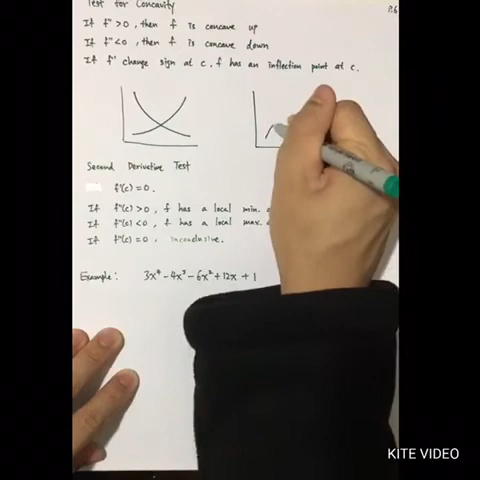 Test for Concavity
P.6
If f" > 0, then f is concave up
If f" < 0, then f is concave down
If f" change sign at c, f has an inflection point at c.
Second Derivative Test
f'(c) = 0.
If f"(c) > 0, f has a local min.
If f"(c) < 0, f has a local max.
If f"(c) = 0, inconclusive.
Example: 3x⁴ - 4x³ - 6x² + 12x + 1
KITE VIDEO